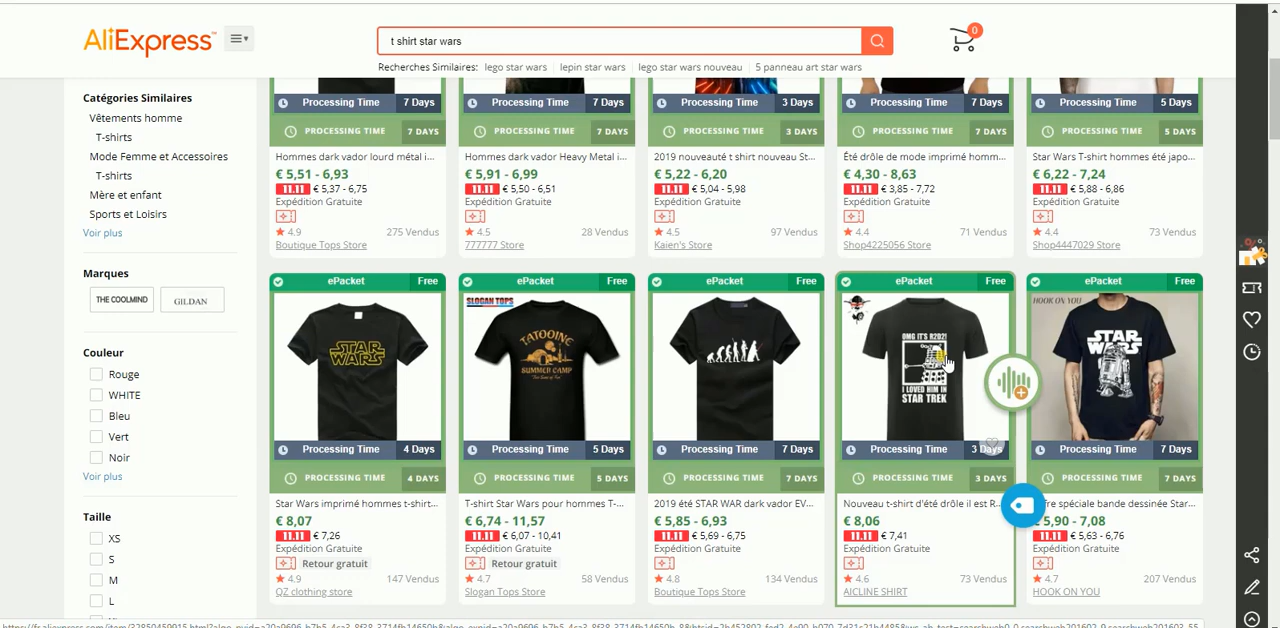 AliExpress™
t shirt star wars
0
Recherches Similaires: lego star wars lepin star wars lego star wars nouveau 5 panneau art star wars
Catégories Similaires
Vêtements homme
T-shirts
Mode Femme et Accessoires
T-shirts
Mère et enfant
Sports et Loisirs
Voir plus
Marques
THE COOLMIND GILDAN
Couleur
Rouge
WHITE
Bleu
Vert
Noir
Voir plus
Taille
XS
S
M
L
Processing Time 7 Days Processing Time 7 Days Processing Time 3 Days Processing Time 7 Days Processing Time 5 Days
PROCESSING TIME 7 DAYS PROCESSING TIME 7 DAYS PROCESSING TIME 3 DAYS PROCESSING TIME 7 DAYS PROCESSING TIME 5 DAYS
Hommes dark vador lourd métal i... Hommes dark vador Heavy Metal i... 2019 nouveauté t shirt nouveau St... Été drôle de mode imprimé homm... Star Wars T-shirt hommes été japo...
€ 5,51 - 6,93 € 5,91 - 6,99 € 5,22 - 6,20 € 4,30 - 8,63 € 6,22 - 7,24
11.11 € 5,37 - 6,75 11.11 € 5,50 - 6,51 11.11 € 5,04 - 5,98 11.11 € 3,85 - 7,72 11.11 € 5,88 - 6,86
Expédition Gratuite Expédition Gratuite Expédition Gratuite Expédition Gratuite Expédition Gratuite
4.9 275 Vendus 4.5 28 Vendus 4.5 97 Vendus 4.4 71 Vendus 4.4 73 Vendus
Boutique Tops Store 777777 Store Kaien's Store Shop4225056 Store Shop4447029 Store
ePacket Free ePacket Free ePacket Free ePacket Free ePacket Free
STAR WARS
SLOGAN TOPS
TATOOINE
SUMMER CAMP
OMG IT'S R2D2!
I LOVED HIM IN
STAR TREK
HOOK ON YOU
STAR WARS
Processing Time 4 Days Processing Time 5 Days Processing Time 7 Days Processing Time 3 Days Processing Time 7 Days
PROCESSING TIME 4 DAYS PROCESSING TIME 5 DAYS PROCESSING TIME 7 DAYS PROCESSING TIME 3 DAYS PROCESSING TIME 7 DAYS
Star Wars imprimé hommes t-shirt... T-shirt Star Wars pour hommes T-... 2019 été STAR WAR dark vador EV... Nouveau t-shirt d'été drôle il est R... spéciale bande dessinée Star...
€ 8,07 € 6,74 - 11,57 € 5,85 - 6,93 € 8,06 € 5,90 - 7,08
11.11 € 7,26 11.11 € 6,07 - 10,41 11.11 € 5,69 - 6,75 11.11 € 7,41 11.11 € 5,63 - 6,76
Expédition Gratuite Expédition Gratuite Expédition Gratuite Expédition Gratuite Expédition Gratuite
Retour gratuit Retour gratuit
4.9 147 Vendus 4.7 58 Vendus 4.8 134 Vendus 4.6 73 Vendus 4.7 207 Vendus
QZ clothing store Slogan Tops Store Boutique Tops Store AICLINE SHIRT HOOK ON YOU